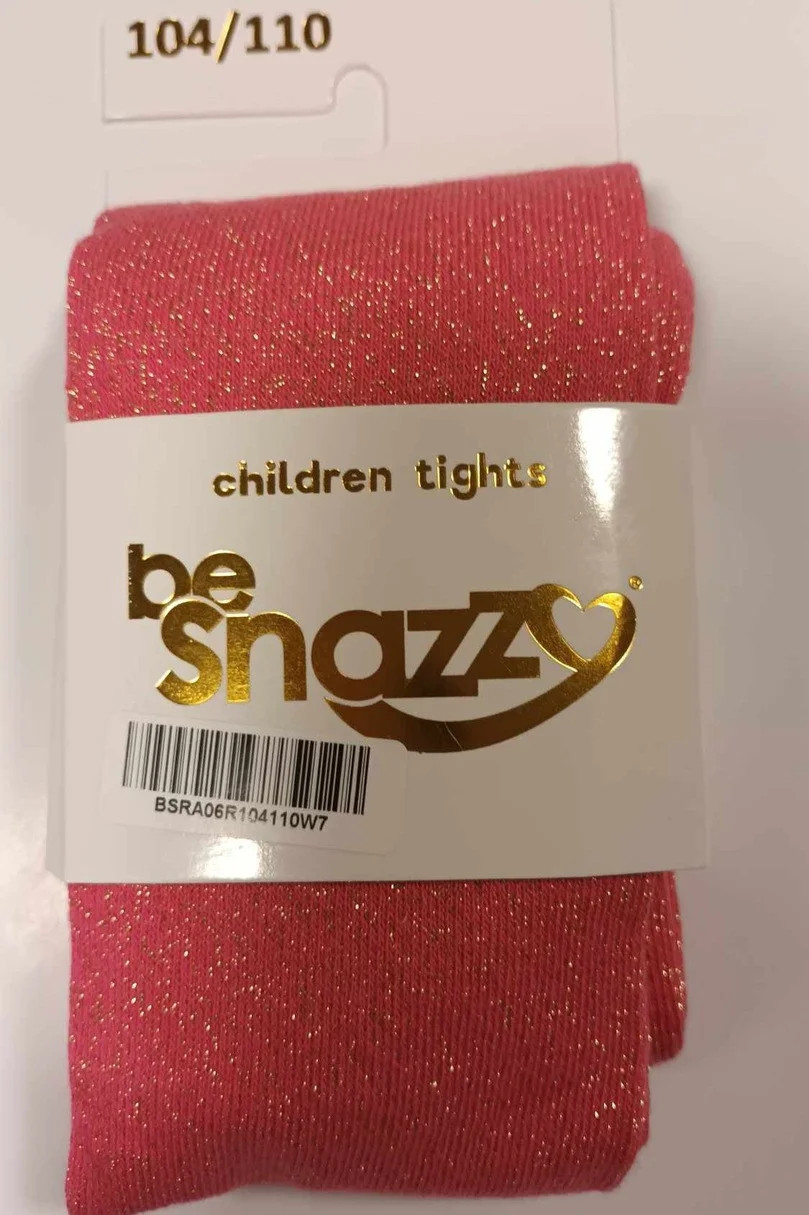 104/110
children tights
be
snazzy®
BSRA06R104110W7